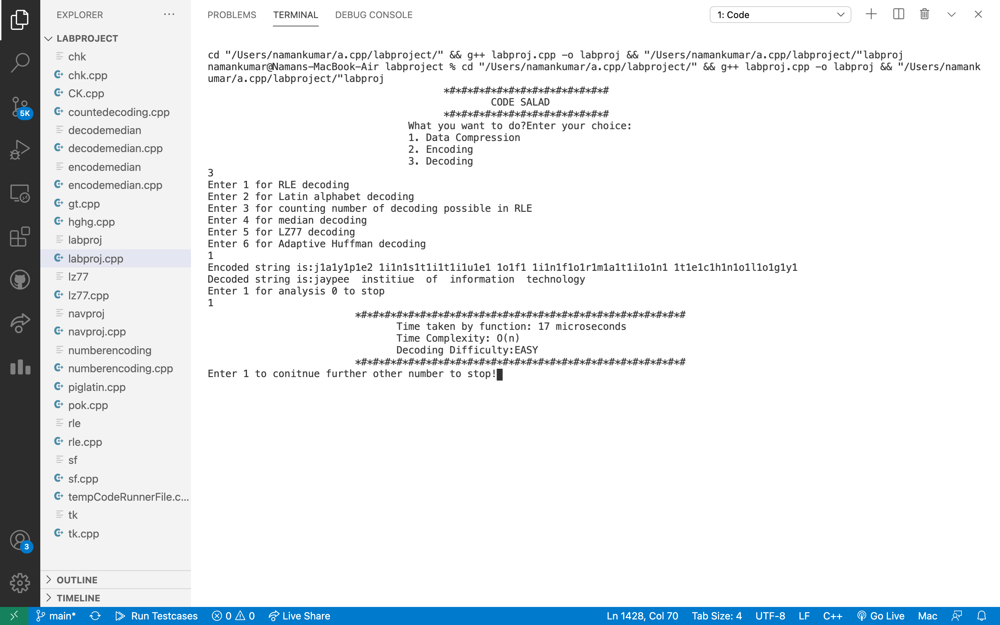 EXPLORER
LABPROJECT
chk
chk.cpp
CK.cpp
countedecoding.cpp
decodemedian
decodemedian.cpp
encodemedian
encodemedian.cpp
gt.cpp
hghg.cpp
labproj
labproj.cpp
lz77
lz77.cpp
navproj
navproj.cpp
numberencoding
numberencoding.cpp
piglatin.cpp
pok.cpp
rle
rle.cpp
sf
sf.cpp
tempCodeRunnerFile.c...
tk
tk.cpp
OUTLINE
TIMELINE
5K
3
PROBLEMS TERMINAL DEBUG CONSOLE 1: Code
cd "/Users/namankumar/a.cpp/labproject/" && g++ labproj.cpp -o labproj && "/Users/namankumar/a.cpp/labproject/"labproj
namankumar@Namans-MacBook-Air labproject % cd "/Users/namankumar/a.cpp/labproject/" && g++ labproj.cpp -o labproj && "/Users/namank
umar/a.cpp/labproject/"labproj
*#*#*#*#*#*#*#*#*#*#*#*#*#*#
CODE SALAD
*#*#*#*#*#*#*#*#*#*#*#*#*#*#
What you want to do?Enter your choice:
1. Data Compression
2. Encoding
3. Decoding
3
Enter 1 for RLE decoding
Enter 2 for Latin alphabet decoding
Enter 3 for counting number of decoding possible in RLE
Enter 4 for median decoding
Enter 5 for LZ77 decoding
Enter 6 for Adaptive Huffman decoding
1
Encoded string is:j1a1y1p1e2 1i1n1s1t1i1t1i1u1e1 1o1f1 1i1n1f1o1r1m1a1t1i1o1n1 1t1e1c1h1n1o1l1o1g1y1
Decoded string is:jaypee  institiue  of  information  technology
Enter 1 for analysis 0 to stop
1
*#*#*#*#*#*#*#*#*#*#*#*#*#*#*#*#*#*#*#*#*#*#*#*#*#*#*#*#
Time taken by function: 17 microseconds
Time Complexity: O(n)
Decoding Difficulty:EASY
*#*#*#*#*#*#*#*#*#*#*#*#*#*#*#*#*#*#*#*#*#*#*#*#*#*#*#*#
Enter 1 to conitnue further other number to stop!
main* Run Testcases 0 0 Live Share Ln 1428, Col 70 Tab Size: 4 UTF-8 LF C++ Go Live Mac